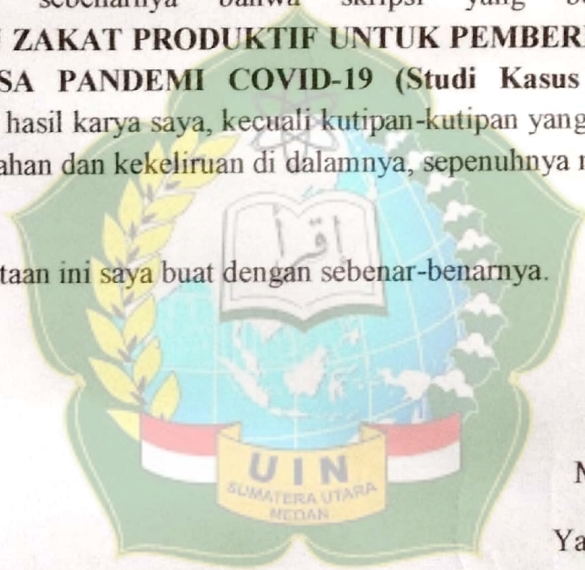 sebenarnya bahwa skripsi yang
ZAKAT PRODUKTIF UNTUK PEMBER
SA PANDEMI COVID-19 (Studi Kasus
hasil karya saya, kecuali kutipan-kutipan yang
ahan dan kekeliruan di dalamnya, sepenuhnya
اقرأ
taan ini saya buat dengan sebenar-benarnya.
UIN
SUMATERA UTARA
MEDAN
Ya